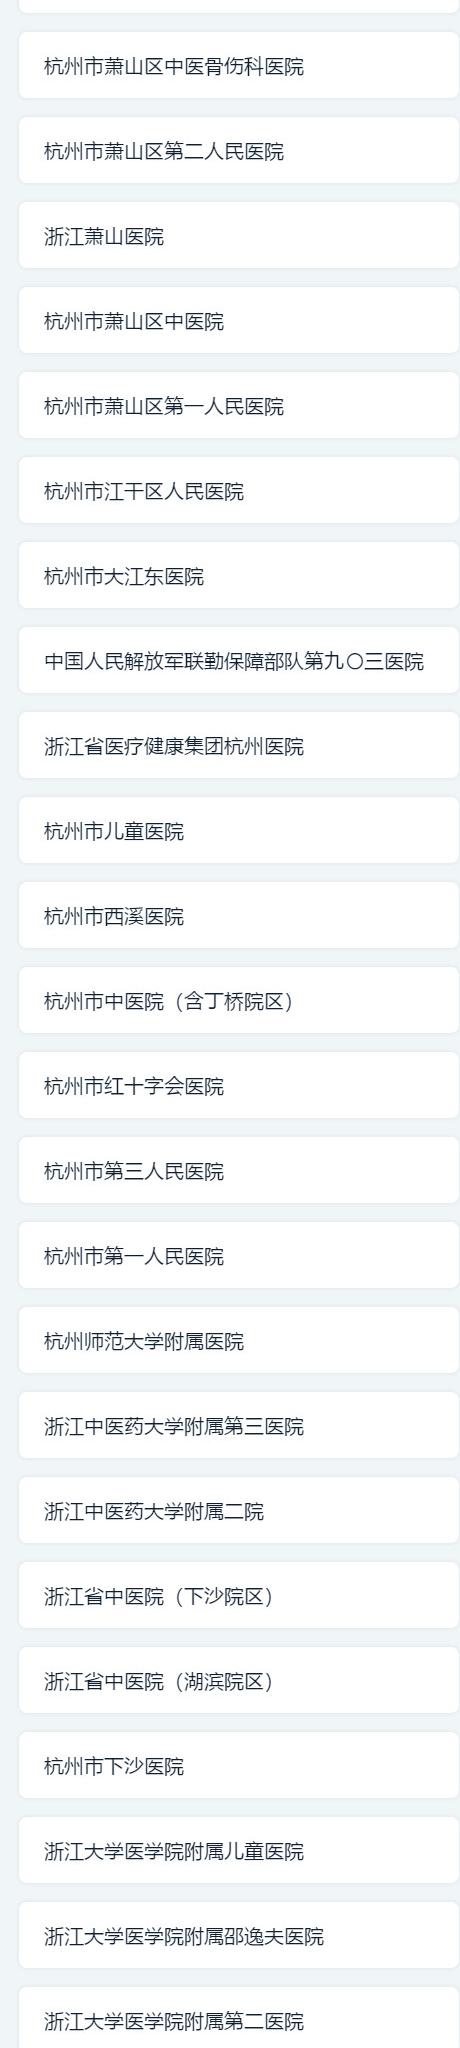 杭州市萧山区中医骨伤科医院
杭州市萧山区第二人民医院
浙江萧山医院
杭州市萧山区中医院
杭州市萧山区第一人民医院
杭州市江干区人民医院
杭州市大江东医院
中国人民解放军联勤保障部队第九〇三医院
浙江省医疗健康集团杭州医院
杭州市儿童医院
杭州市西溪医院
杭州市中医院（含丁桥院区）
杭州市红十字会医院
杭州市第三人民医院
杭州市第一人民医院
杭州师范大学附属医院
浙江中医药大学附属第三医院
浙江中医药大学附属二院
浙江省中医院（下沙院区）
浙江省中医院（湖滨院区）
杭州市下沙医院
浙江大学医学院附属儿童医院
浙江大学医学院附属邵逸夫医院
浙江大学医学院附属第二医院